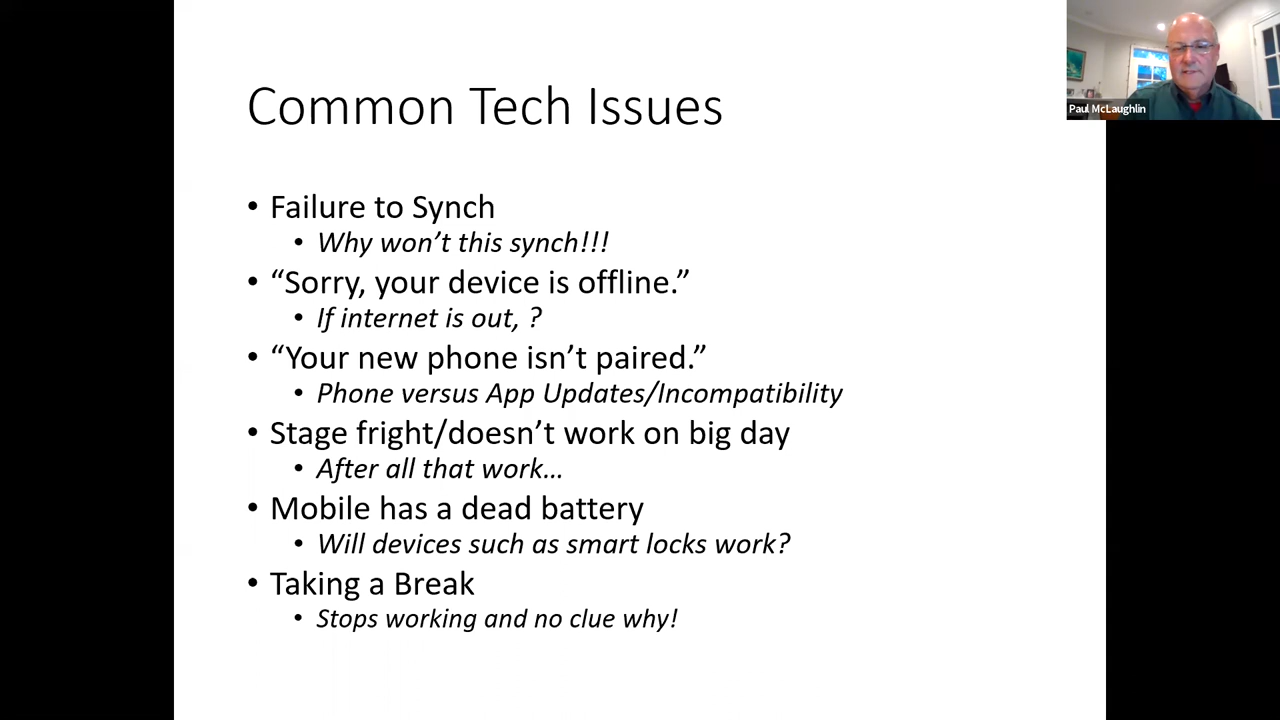 Common Tech Issues
• Failure to Synch
• Why won’t this synch!!!
• “Sorry, your device is offline.”
• If internet is out, ?
• “Your new phone isn’t paired.”
• Phone versus App Updates/Incompatibility
• Stage fright/doesn’t work on big day
• After all that work…
• Mobile has a dead battery
• Will devices such as smart locks work?
• Taking a Break
• Stops working and no clue why!
Paul McLaughlin